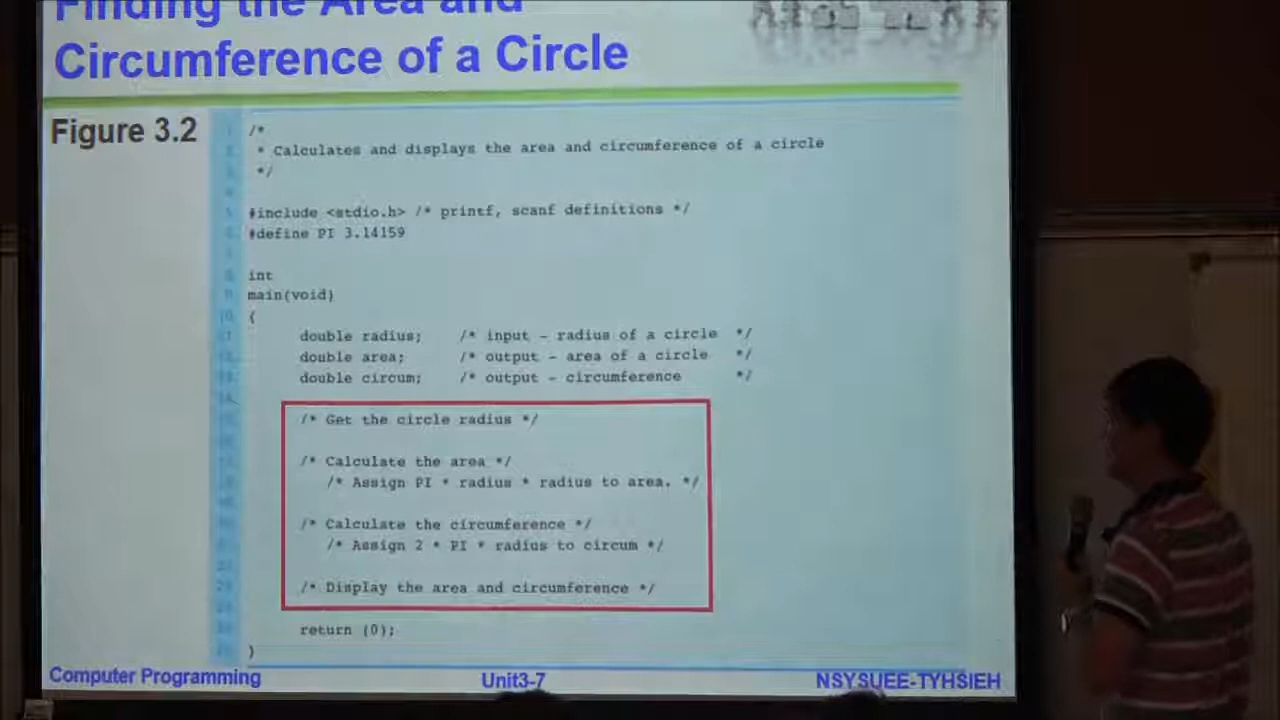 Finding the Area and
Circumference of a Circle
Figure 3.2
/*
* Calculates and displays the area and circumference of a circle
*/
#include <stdio.h> /* printf, scanf definitions */
#define PI 3.14159
int
main(void)
{
double radius; /* input - radius of a circle */
double area; /* output - area of a circle */
double circum; /* output - circumference */
/* Get the circle radius */
/* Calculate the area */
/* Assign PI * radius * radius to area. */
/* Calculate the circumference */
/* Assign 2 * PI * radius to circum */
/* Display the area and circumference */
return (0);
}
Computer Programming Unit3-7 NSYSUEE-TYHSIEH